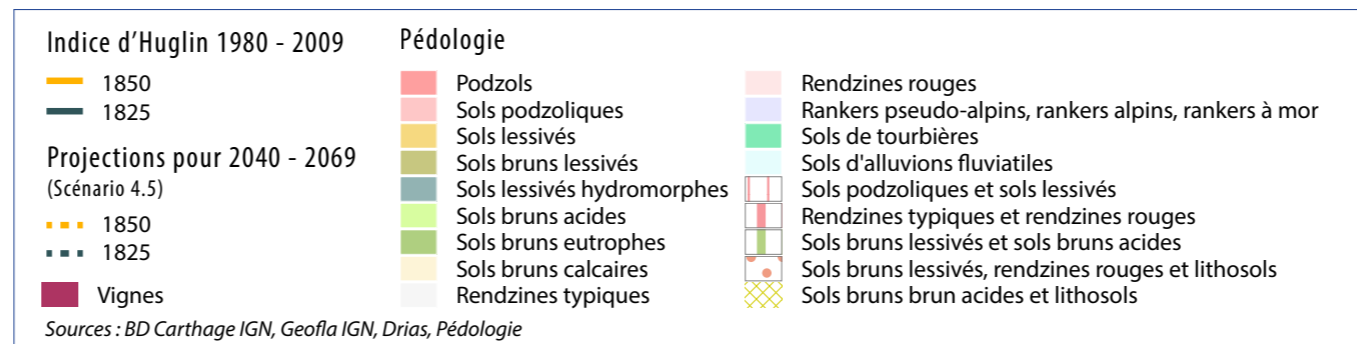 Indice d'Huglin 1980 - 2009
1850
1825
Projections pour 2040 - 2069
(Scénario 4.5)
1850
1825
Vignes
Pédologie
Podzols
Sols podzoliques
Sols lessivés
Sols bruns lessivés
Sols lessivés hydromorphes
Sols bruns acides
Sols bruns eutrophes
Sols bruns calcaires
Rendzines typiques
Rendzines rouges
Rankers pseudo-alpins, rankers alpins, rankers à mor
Sols de tourbières
Sols d'alluvions fluviatiles
Sols podzoliques et sols lessivés
Rendzines typiques et rendzines rouges
Sols bruns lessivés et sols bruns acides
Sols bruns lessivés, rendzines rouges et lithosols
Sols bruns brun acides et lithosols
Sources : BD Carthage IGN, Geofla IGN, Drias, Pédologie